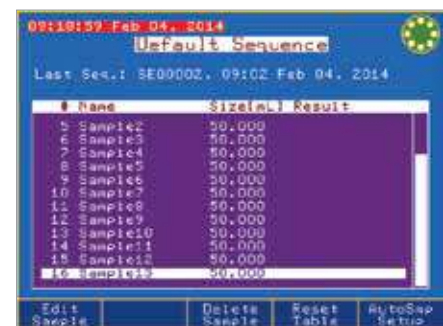 09:18:59 Feb 04, 2014
Default Sequence
Last Seq.: SE00002, 09:02 Feb 04, 2014
# Name Size[mL] Result
5 Sample2 50.000
6 Sample3 50.000
7 Sample4 50.000
8 Sample5 50.000
9 Sample6 50.000
10 Sample7 50.000
11 Sample8 50.000
12 Sample9 50.000
13 Sample10 50.000
14 Sample11 50.000
15 Sample12 50.000
16 Sample13 50.000
Edit Delete Reset AutoSmp
Sample Sample Table Setup